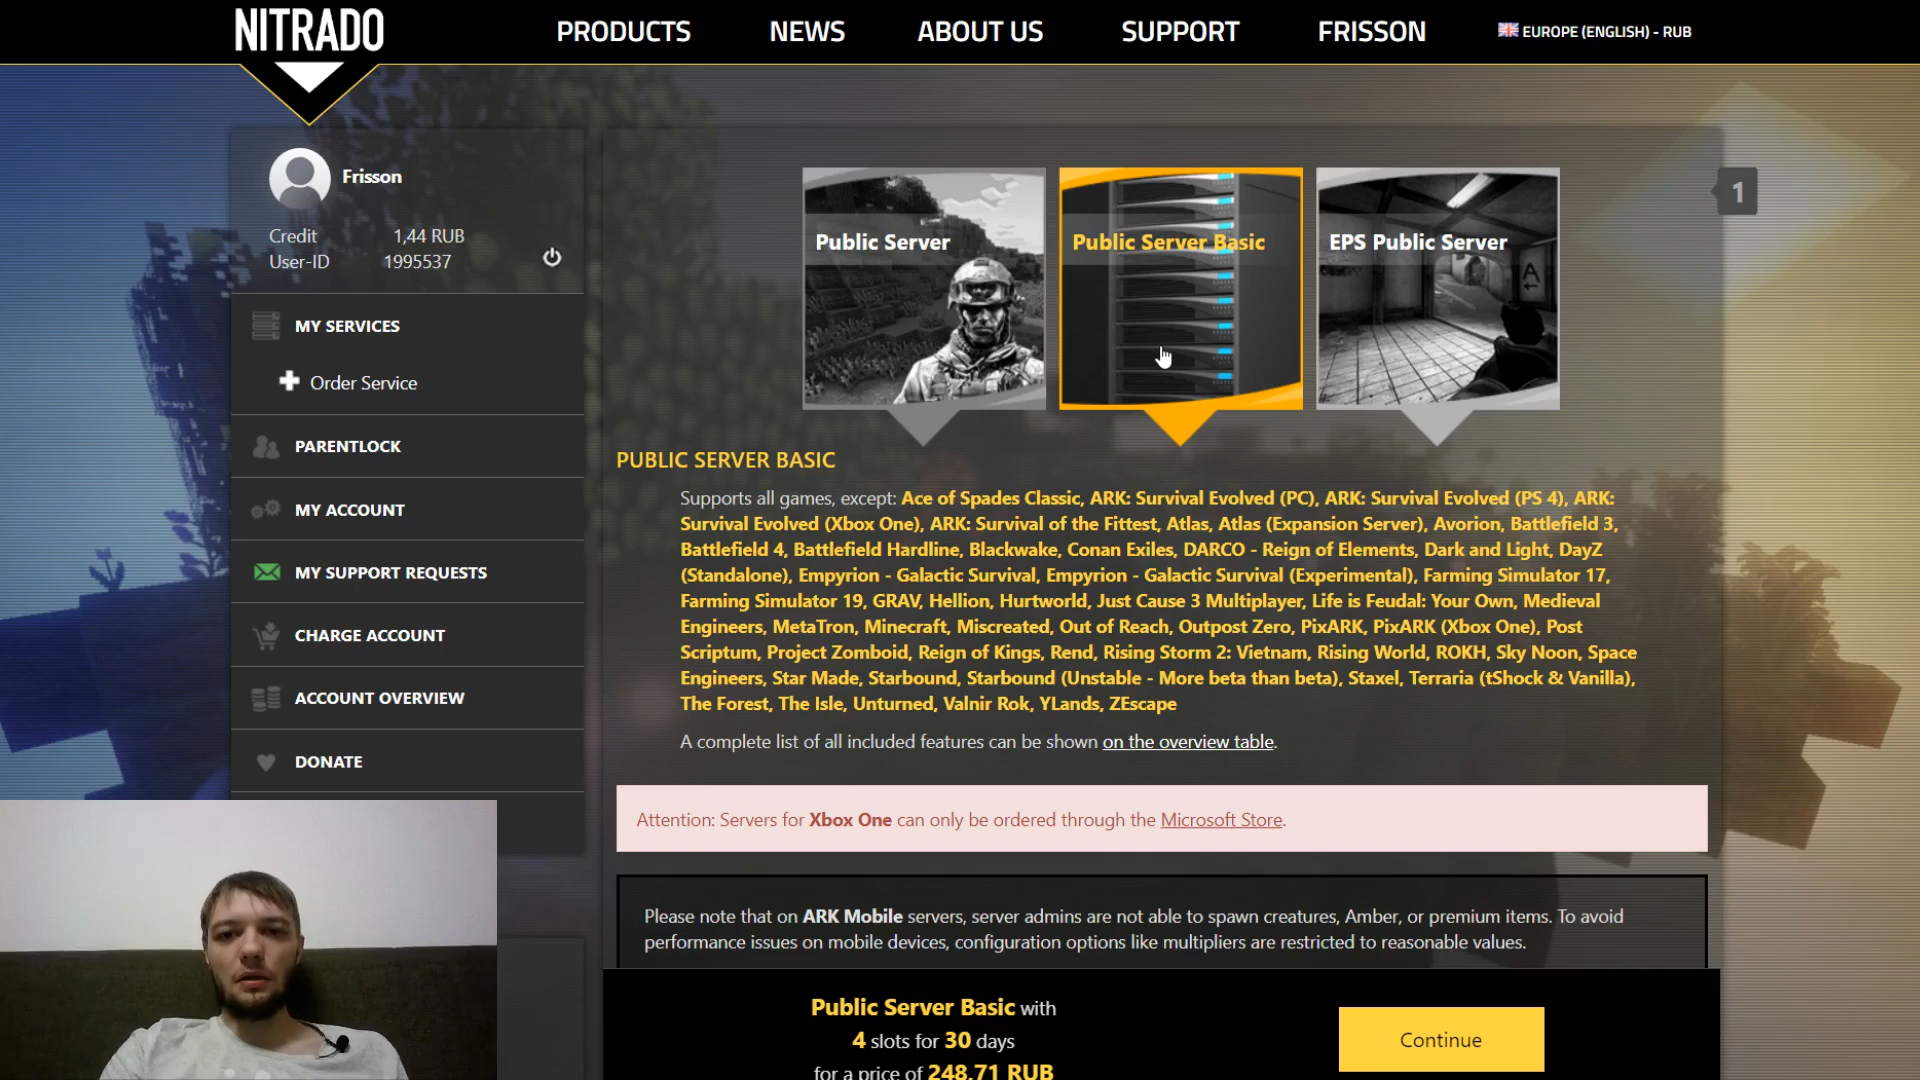 NITRADO
PRODUCTS
NEWS
ABOUT US
SUPPORT
FRISSON
EUROPE (ENGLISH) - RUB
Frisson
Credit 1,44 RUB
User-ID 1995537
MY SERVICES
Order Service
PARENTLOCK
MY ACCOUNT
MY SUPPORT REQUESTS
CHARGE ACCOUNT
ACCOUNT OVERVIEW
DONATE
Public Server
Public Server Basic
EPS Public Server
A
1
PUBLIC SERVER BASIC
Supports all games, except: Ace of Spades Classic, ARK: Survival Evolved (PC), ARK: Survival Evolved (PS 4), ARK:
Survival Evolved (Xbox One), ARK: Survival of the Fittest, Atlas, Atlas (Expansion Server), Avorion, Battlefield 3,
Battlefield 4, Battlefield Hardline, Blackwake, Conan Exiles, DARCO - Reign of Elements, Dark and Light, DayZ
(Standalone), Empyrion - Galactic Survival, Empyrion - Galactic Survival (Experimental), Farming Simulator 17,
Farming Simulator 19, GRAV, Hellion, Hurtworld, Just Cause 3 Multiplayer, Life is Feudal: Your Own, Medieval
Engineers, MetaTron, Minecraft, Miscreated, Out of Reach, Outpost Zero, PixARK, PixARK (Xbox One), Post
Scriptum, Project Zomboid, Reign of Kings, Rend, Rising Storm 2: Vietnam, Rising World, ROKH, Sky Noon, Space
Engineers, Star Made, Starbound, Starbound (Unstable - More beta than beta), Staxel, Terraria (tShock & Vanilla),
The Forest, The Isle, Unturned, Valnir Rok, YLands, ZEscape
A complete list of all included features can be shown on the overview table.
Attention: Servers for Xbox One can only be ordered through the Microsoft Store.
Please note that on ARK Mobile servers, server admins are not able to spawn creatures, Amber, or premium items. To avoid
performance issues on mobile devices, configuration options like multipliers are restricted to reasonable values.
Public Server Basic with
4 slots for 30 days
for a price of 248,71 RUB
Continue